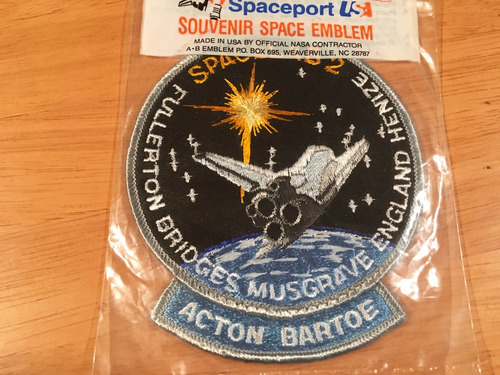 Spaceport US
SOUVENIR SPACE EMBLEM
MADE IN USA BY OFFICIAL NASA CONTRACTOR
A-B EMBLEM P.O. BOX 695, WEAVERVILLE, NC 28787
FULLERTON BRIDGES MUSGRAVE ENGLAND HENIZE
ACTON BARTOE